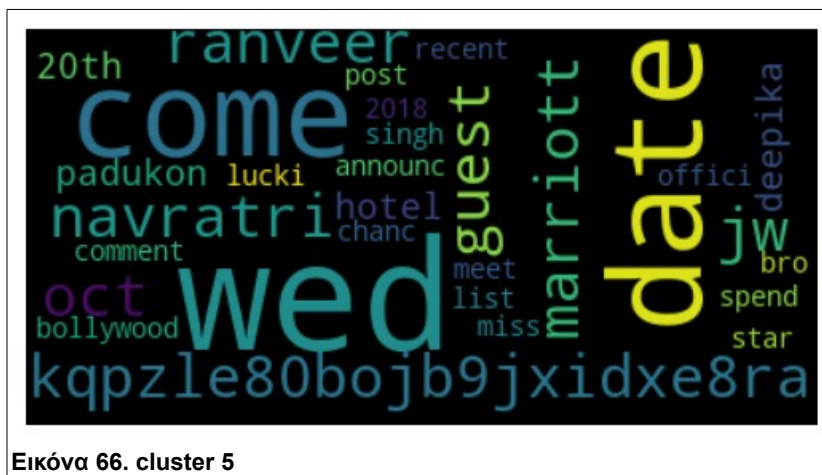 ranveer recent
20th post
come 2018
singh
padukon lucki announc
navratri hotel
comment chanc
oct wed meet
bollywood list
miss
guest
marriott
date
deepika
offici
jw
bro
spend
star
kqpzle80bojb9jxidxe8ra
Εικόνα 66. cluster 5